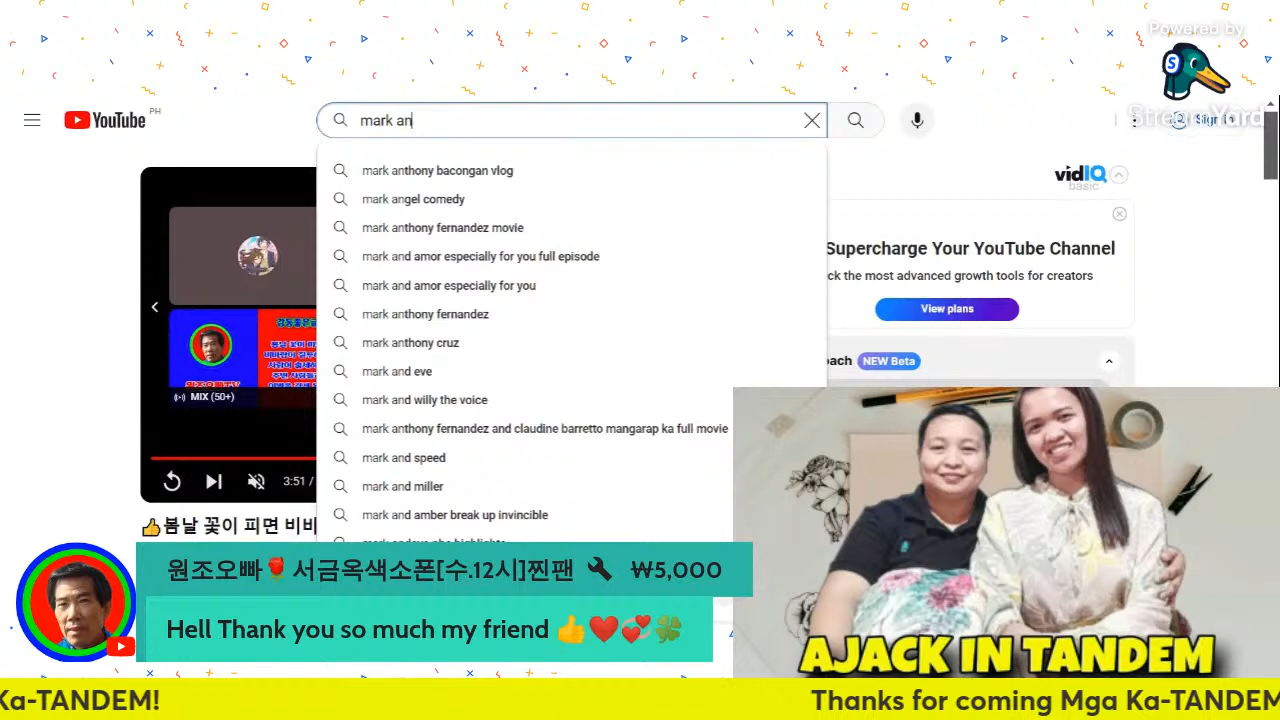 Powered by
StreamYard
YouTube PH
mark an
Sign in
mark anthony bacongan vlog
mark angel comedy
mark anthony fernandez movie
mark and amor especially for you full episode
mark and amor especially for you
mark anthony fernandez
mark anthony cruz
mark and eve
mark and willy the voice
mark anthony fernandez and claudine barretto mangarap ka full movie
mark and speed
mark and miller
mark and amber break up invincible
vidIQ
basic
Supercharge Your YouTube Channel
ck the most advanced growth tools for creators
View plans
oach NEW Beta
MIX (50+)
3:51 /
👍봄날 꽃이 피면 비비
원조오빠🌹서금옥색소폰[수.12시]찐팬 🔧 ₩5,000
Hell Thank you so much my friend 👍❤️💞🍀
AJACK IN TANDEM
Ka-TANDEM!
Thanks for coming Mga Ka-TANDEM